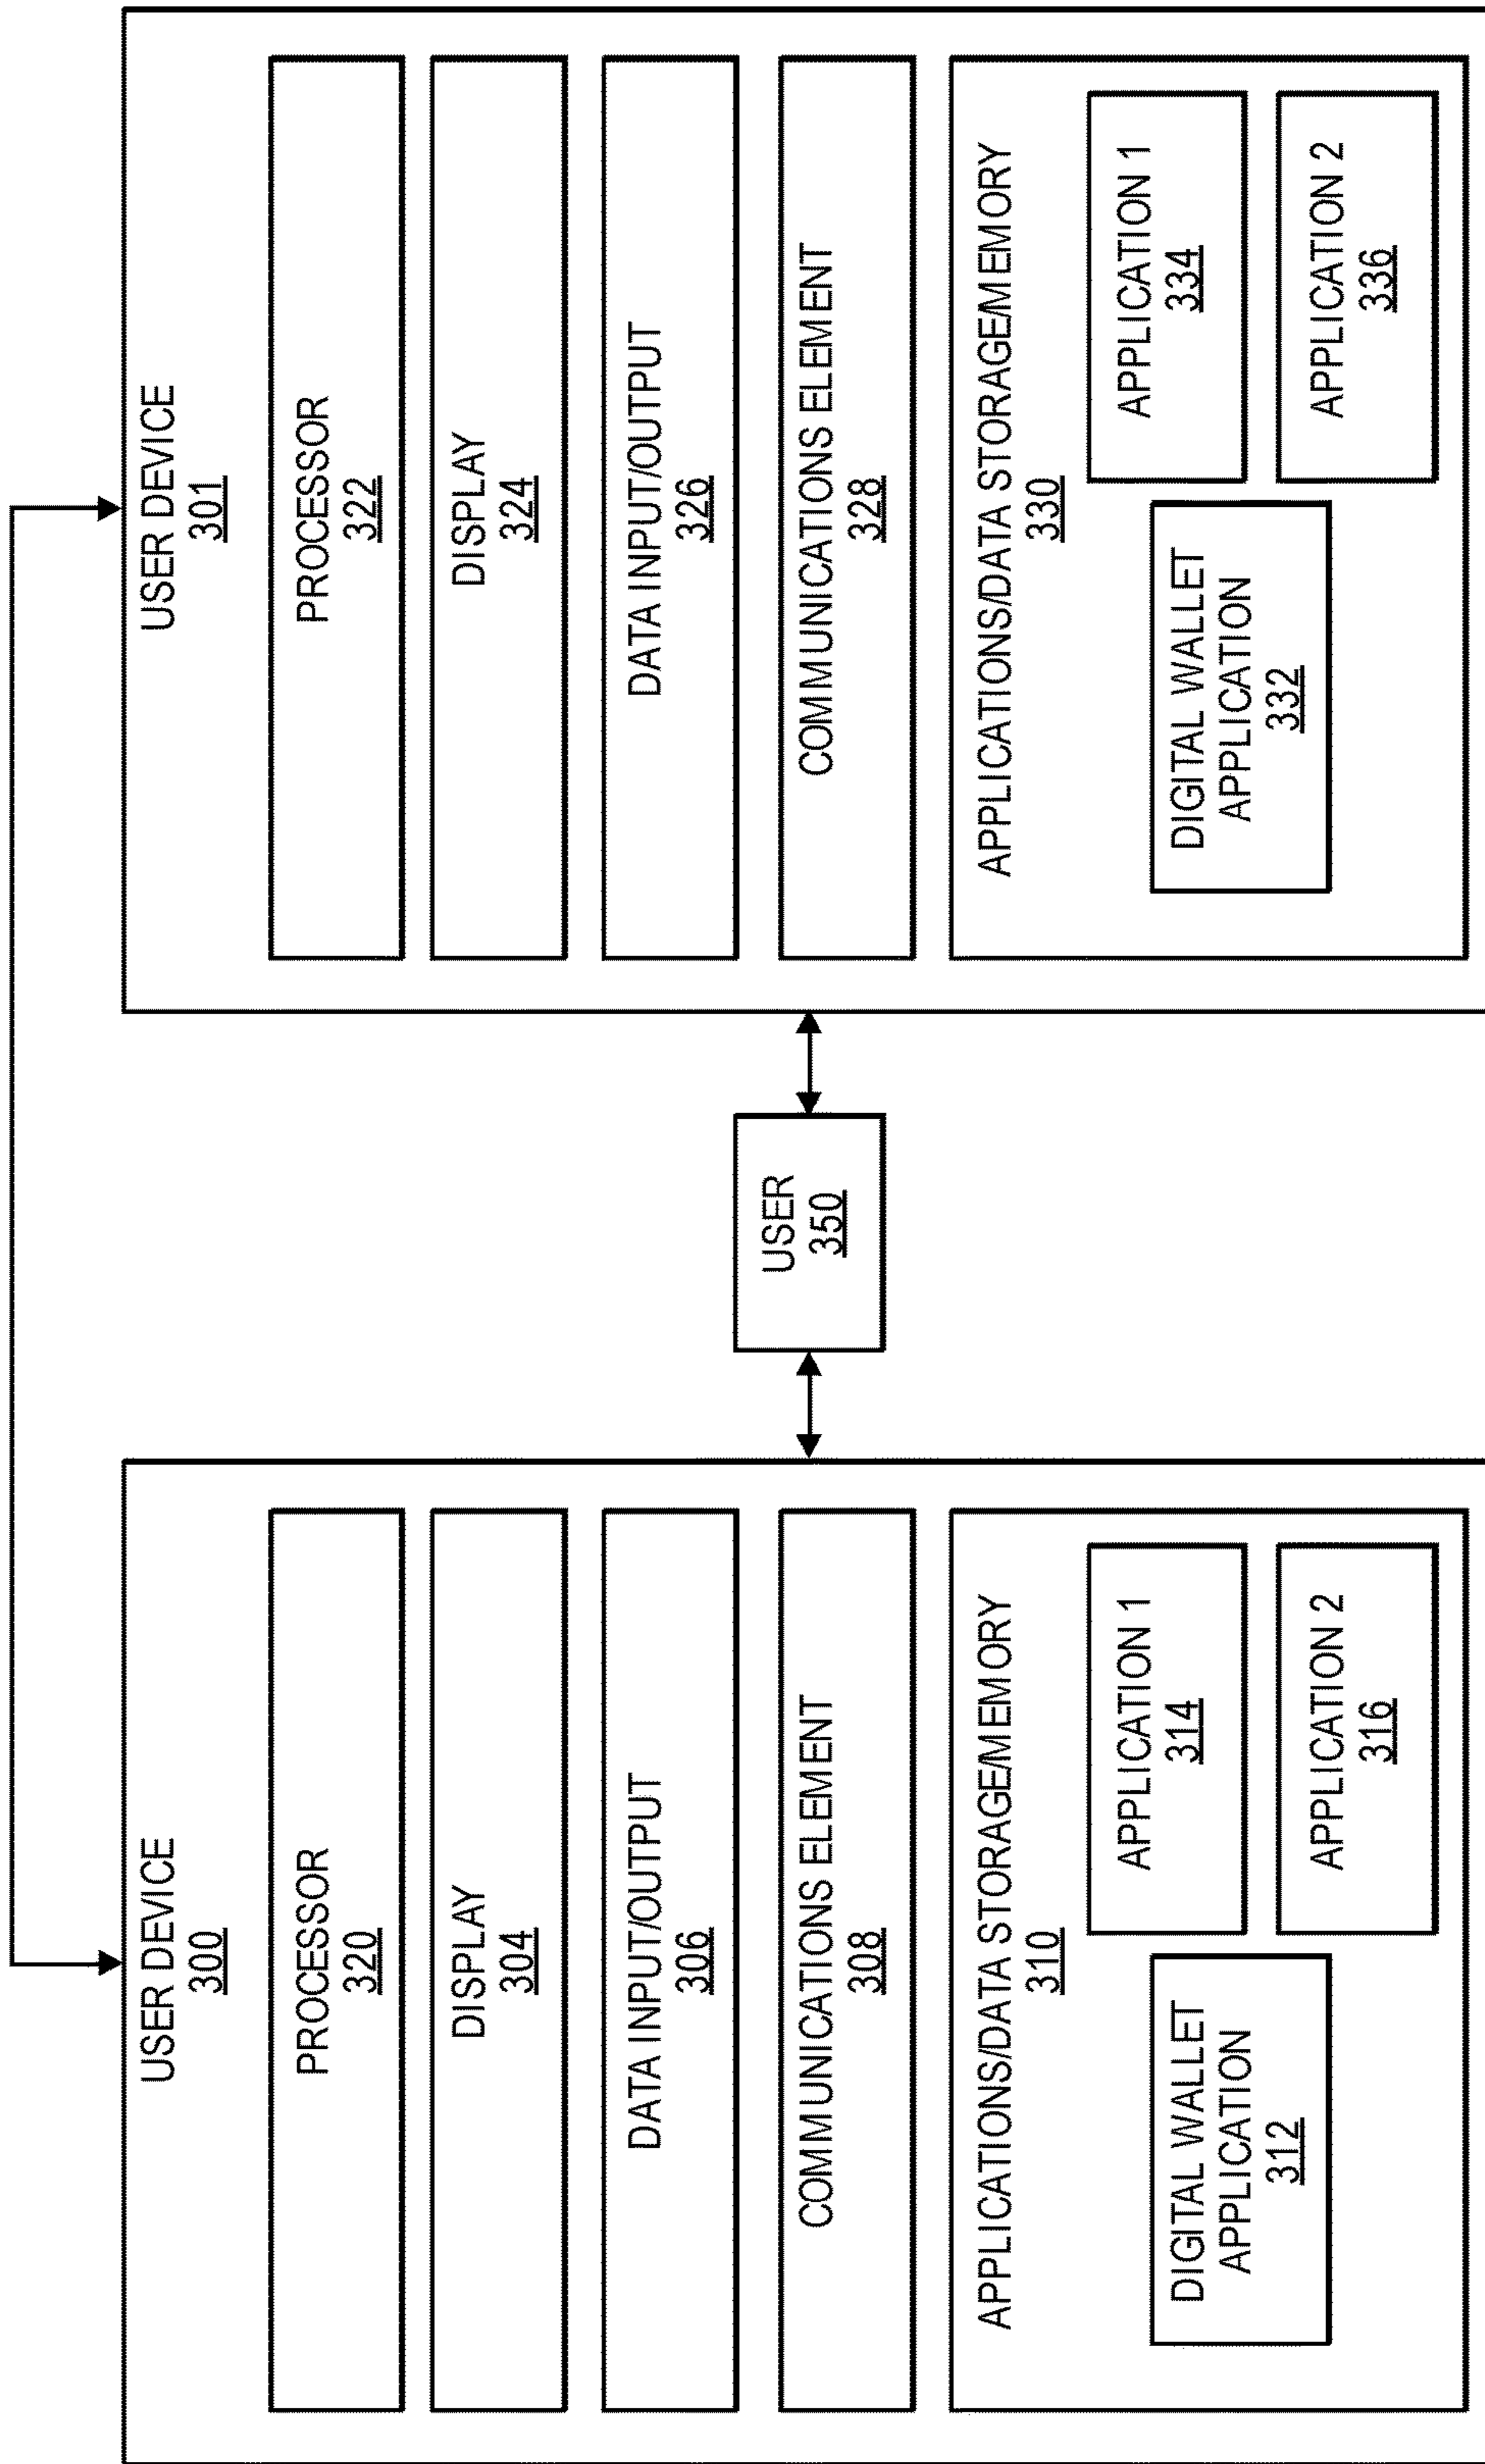 USER DEVICE
300
PROCESSOR
320
DISPLAY
304
DATA INPUT/OUTPUT
306
COMMUNICATIONS ELEMENT
308
APPLICATIONS/DATA STORAGE/MEMORY
310
DIGITAL WALLET
APPLICATION
312
APPLICATION 1
314
APPLICATION 2
316
USER
350
USER DEVICE
301
PROCESSOR
322
DISPLAY
324
DATA INPUT/OUTPUT
326
COMMUNICATIONS ELEMENT
328
APPLICATIONS/DATA STORAGE/MEMORY
330
DIGITAL WALLET
APPLICATION
332
APPLICATION 1
334
APPLICATION 2
336